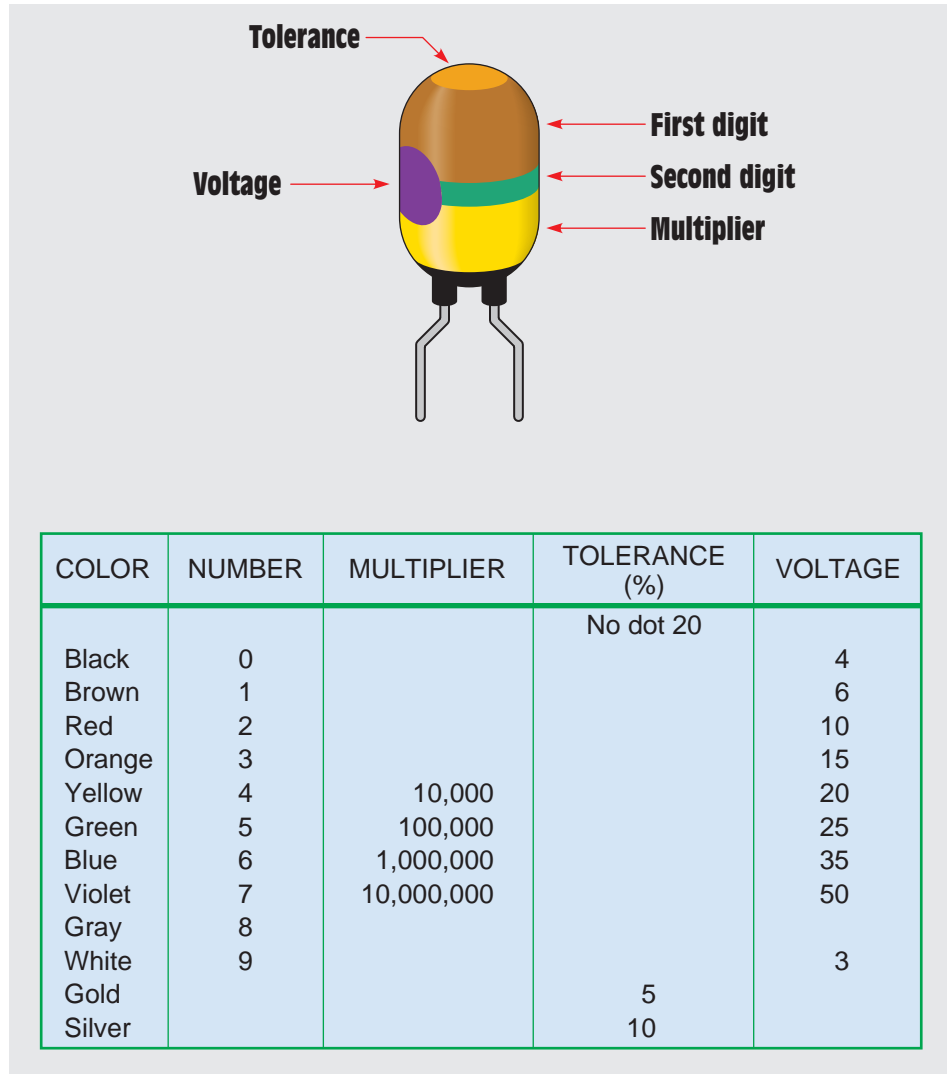 Tolerance
First digit
Voltage
Second digit
Multiplier
COLOR NUMBER MULTIPLIER TOLERANCE (%) VOLTAGE
No dot 20
Black 0 4
Brown 1 6
Red 2 10
Orange 3 15
Yellow 4 10,000 20
Green 5 100,000 25
Blue 6 1,000,000 35
Violet 7 10,000,000 50
Gray 8
White 9 3
Gold 5
Silver 10